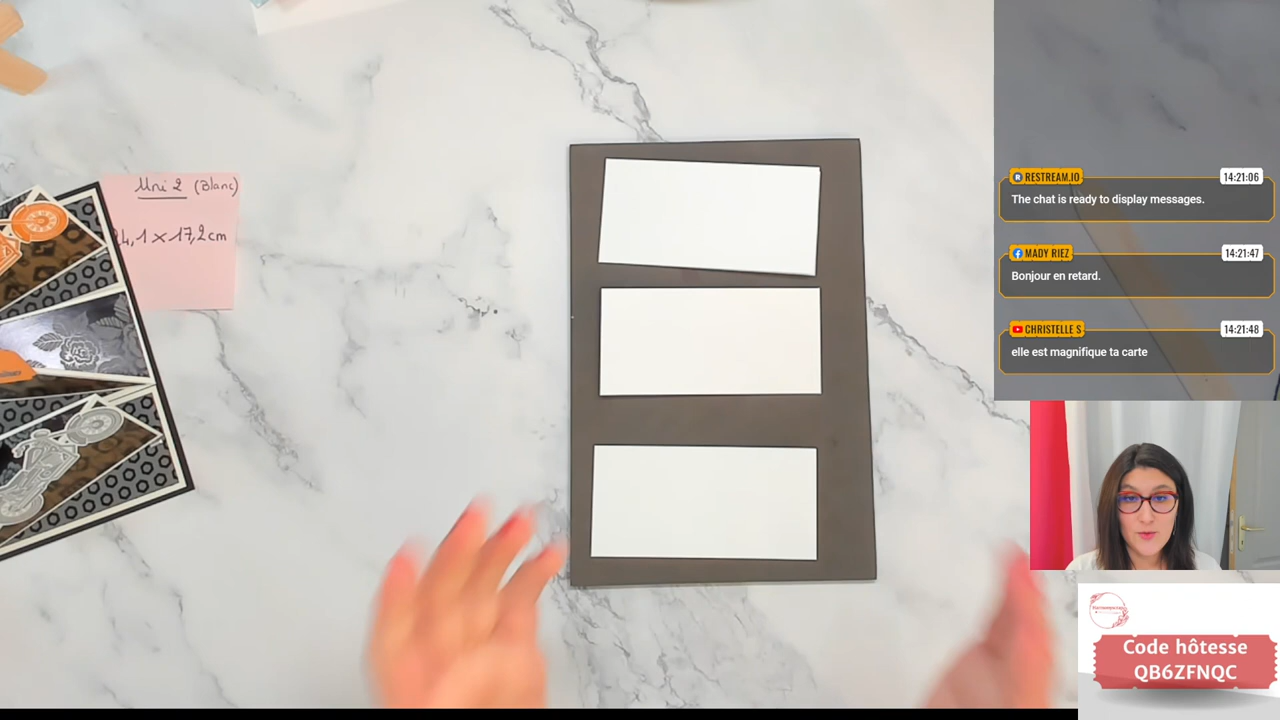 Uni 2 (Blanc)
24,1 x 17,2cm
R RESTREAM.IO 14:21:06
The chat is ready to display messages.
MADY RIEZ 14:21:47
Bonjour en retard.
CHRISTELLE S 14:21:48
elle est magnifique ta carte
Code hôtesse
QB6ZFNQC